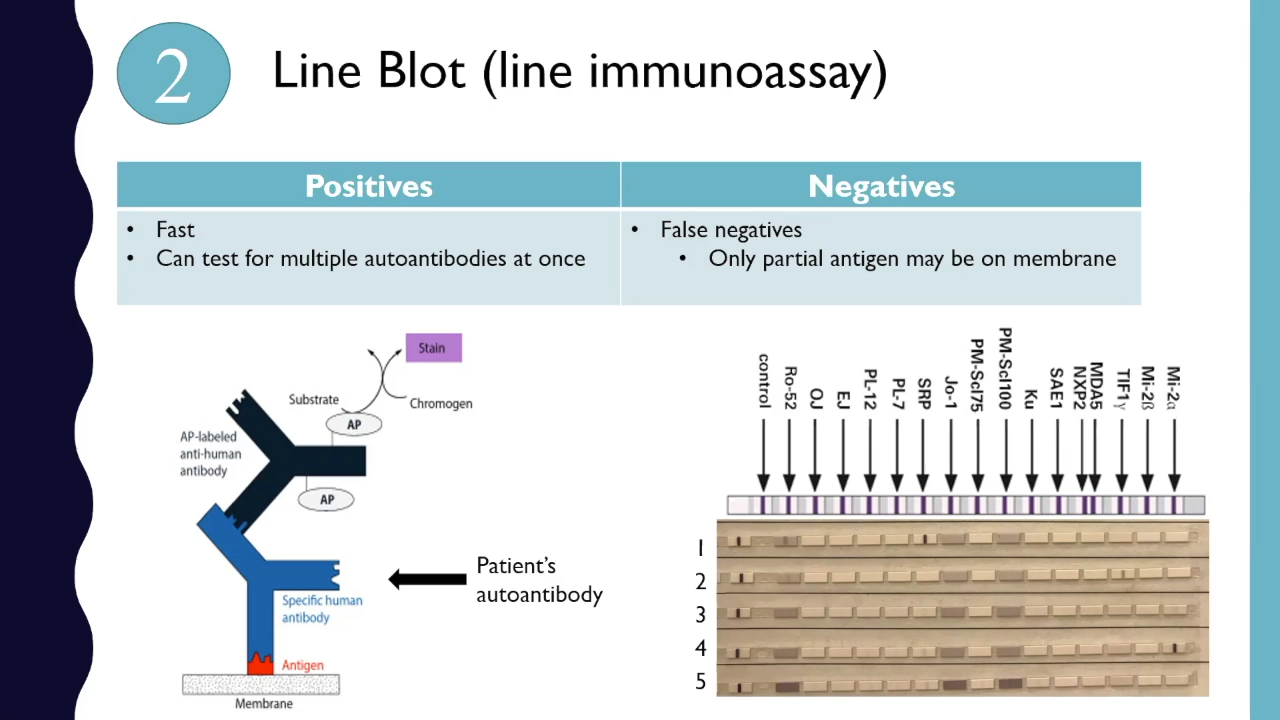 2
Line Blot (line immunoassay)
Positives
Negatives
• Fast
• Can test for multiple autoantibodies at once
• False negatives
• Only partial antigen may be on membrane
Stain
Substrate
Chromogen
AP
AP-labeled
anti-human
antibody
AP
Patient's
autoantibody
Specific human
antibody
Antigen
Membrane
control
Ro-52
OJ
EJ
PL-12
PL-7
SRP
Jo-1
PM-Scl75
PM-Scl100
Ku
SAE1
NXP2
MDA5
TIF1γ
Mi-2ß
Mi-2α
1
2
3
4
5